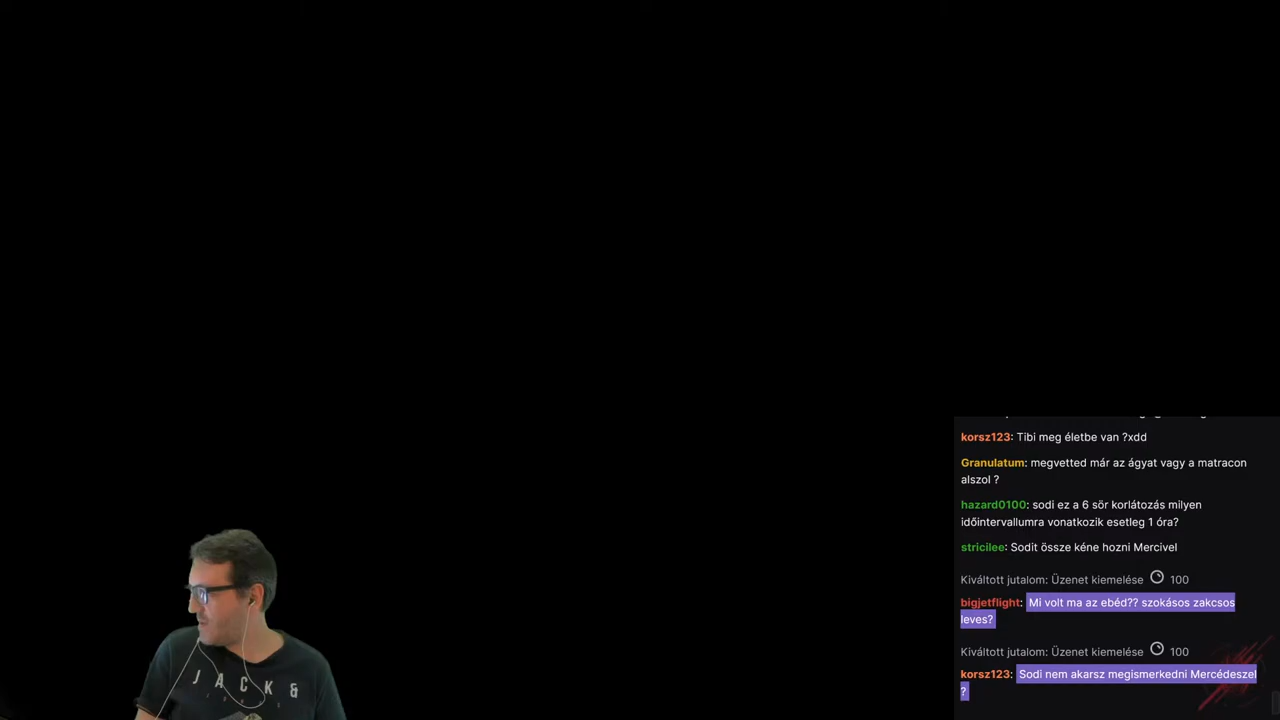 korsz123: Tibi meg életbe van ?xdd
Granulatum: megvetted már az ágyat vagy a matracon
alszol ?
hazard0100: sodi ez a 6 sör korlátozás milyen
időintervallumra vonatkozik esetleg 1 óra?
stricilee: Sodit össze kéne hozni Mercivel
Kiváltott jutalom: Üzenet kiemelése 100
bigjetflight: Mi volt ma az ebéd?? szokásos zakcsos
leves?
Kiváltott jutalom: Üzenet kiemelése 100
korsz123: Sodi nem akarsz megismerkedni Mercédeszel
?
JACK &